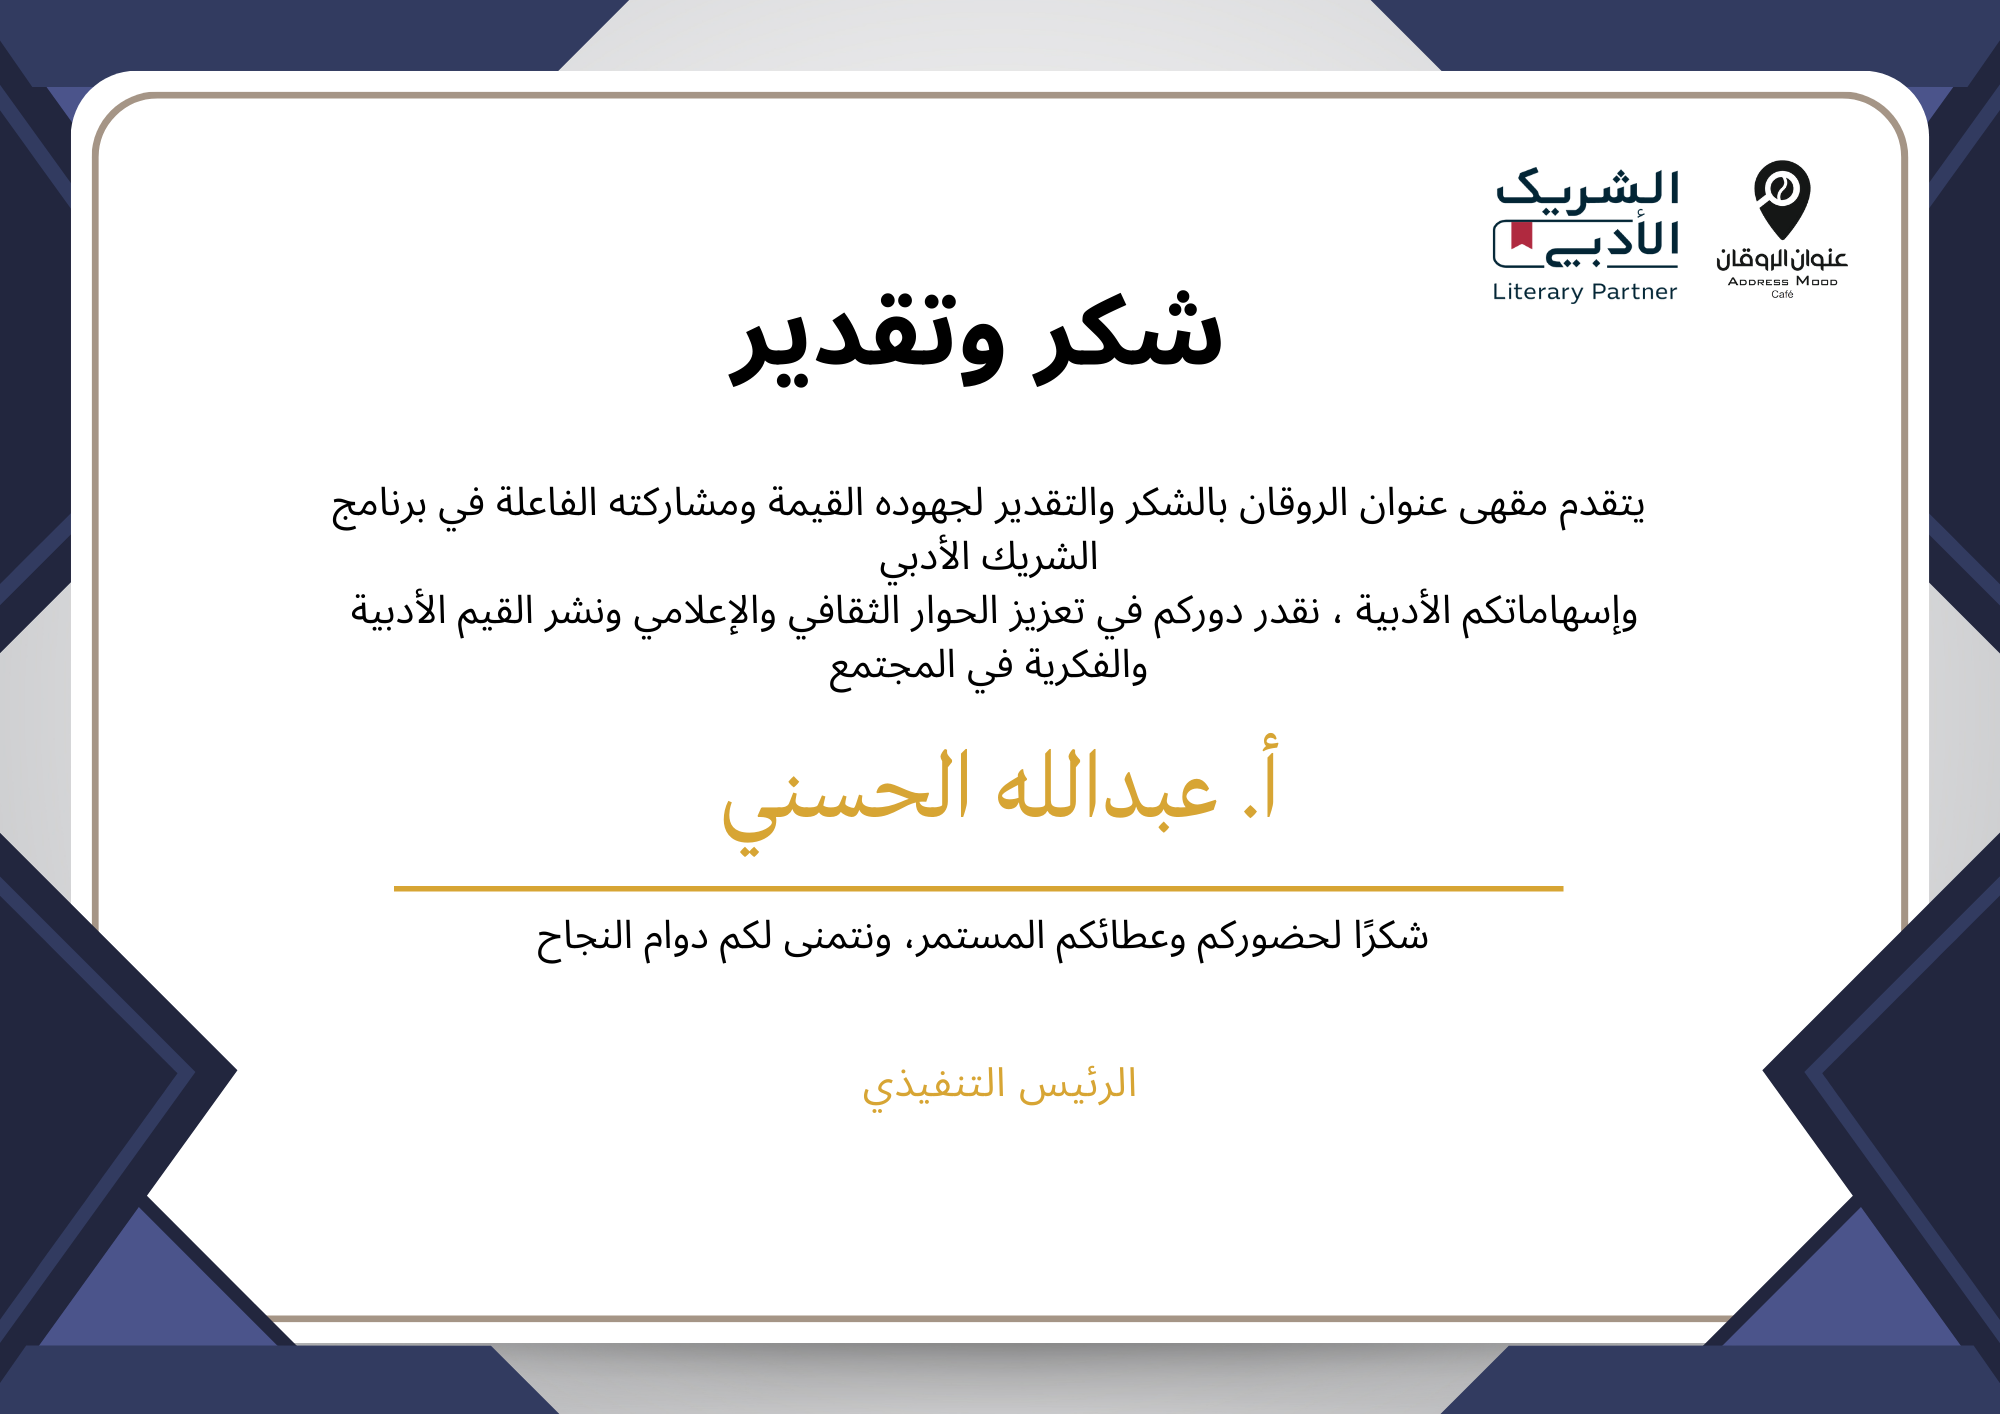 عنوان الروقان
ADDRESS MOOD
Café
الشريك
الأدبي
Literary Partner
شكر وتقدير
يتقدم مقهى عنوان الروقان بالشكر والتقدير لجهوده القيمة ومشاركته الفاعلة في برنامج
الشريك الأدبي
وإسهاماتكم الأدبية ، نقدر دوركم في تعزيز الحوار الثقافي والإعلامي ونشر القيم الأدبية
والفكرية في المجتمع
أ. عبدالله الحسني
شكرًا لحضوركم وعطائكم المستمر، ونتمنى لكم دوام النجاح
الرئيس التنفيذي